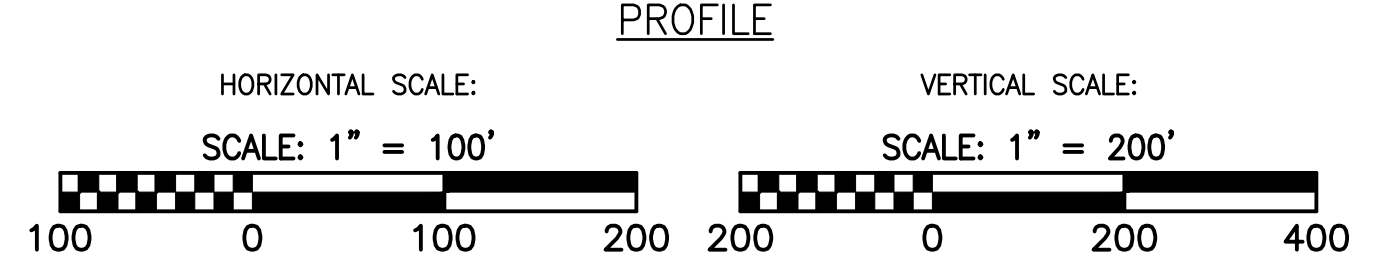 PROFILE
HORIZONTAL SCALE:
SCALE: 1" = 100'
100 0 100 200
VERTICAL SCALE:
SCALE: 1" = 200'
200 0 200 400